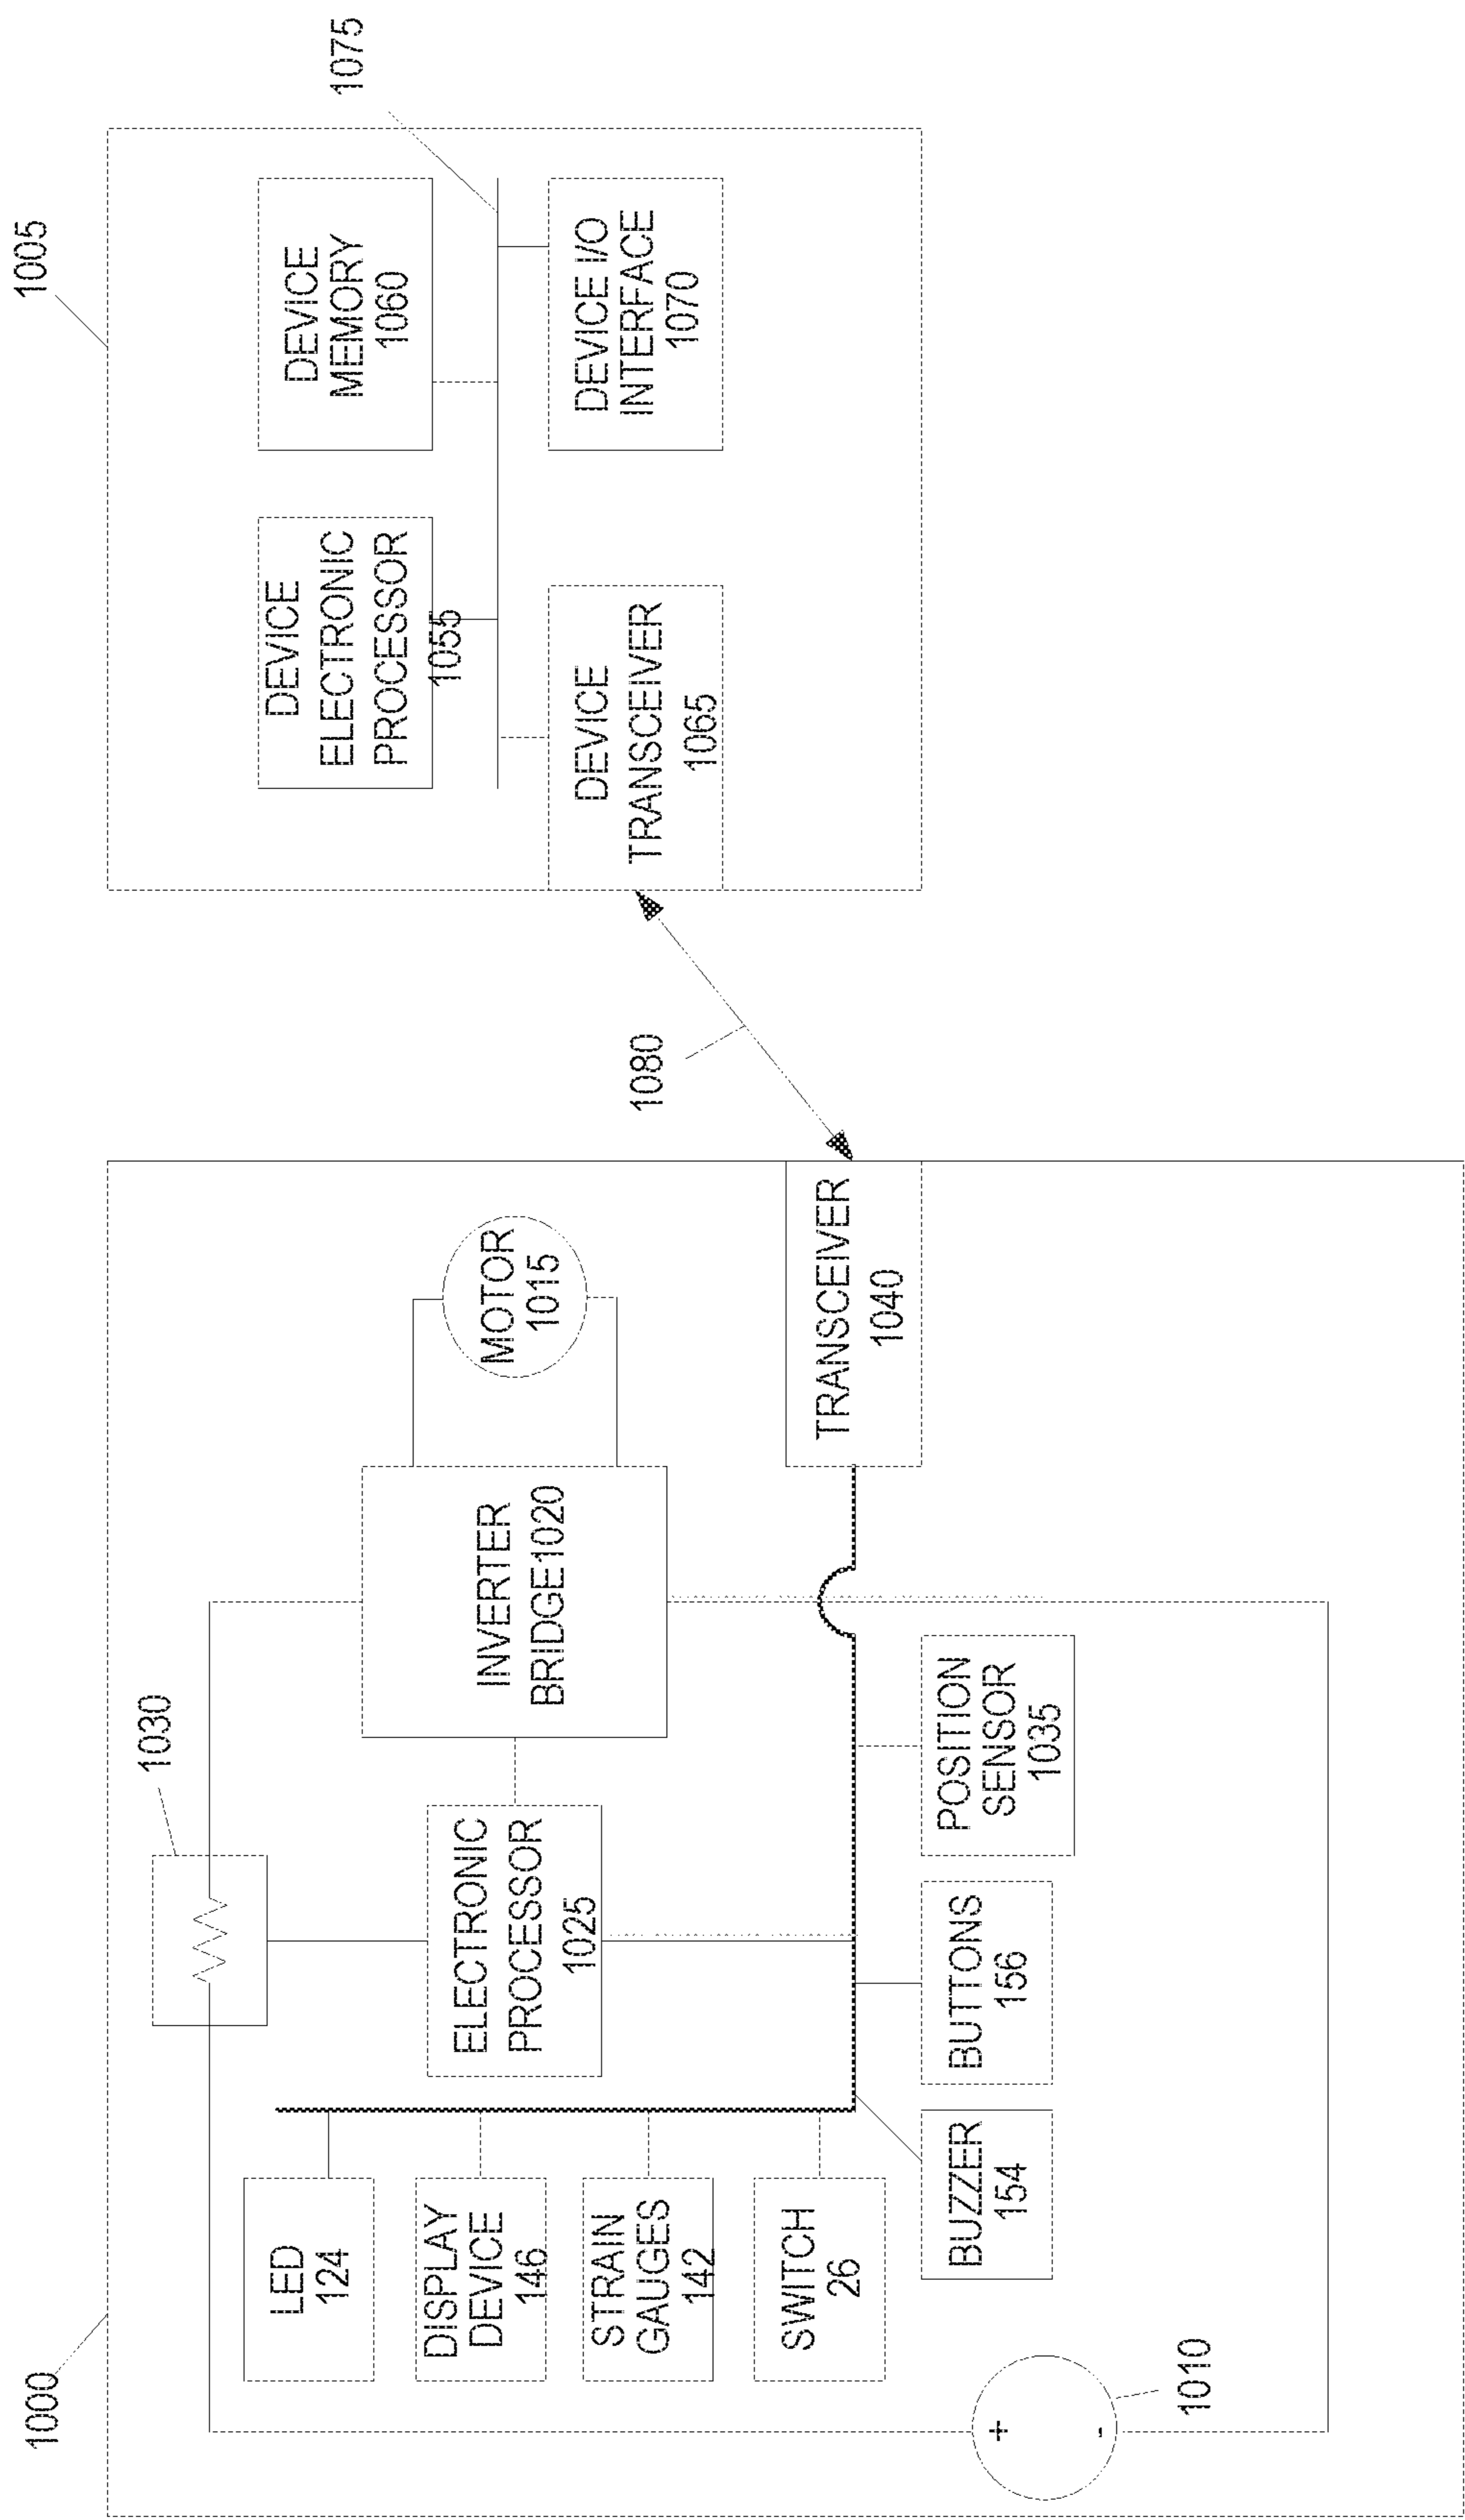 1000
1030
LED
124
DISPLAY
DEVICE
146
STRAIN
GAUGES
142
SWITCH
26
ELECTRONIC
PROCESSOR
1025
INVERTER
BRIDGE1020
MOTOR
1015
TRANSCEIVER
1040
BUZZER
154
BUTTONS
156
POSITION
SENSOR
1035
+
-
1010
1080
1005
DEVICE
ELECTRONIC
PROCESSOR
1055
DEVICE
MEMORY
1060
1075
DEVICE
TRANSCEIVER
1065
DEVICE I/O
INTERFACE
1070